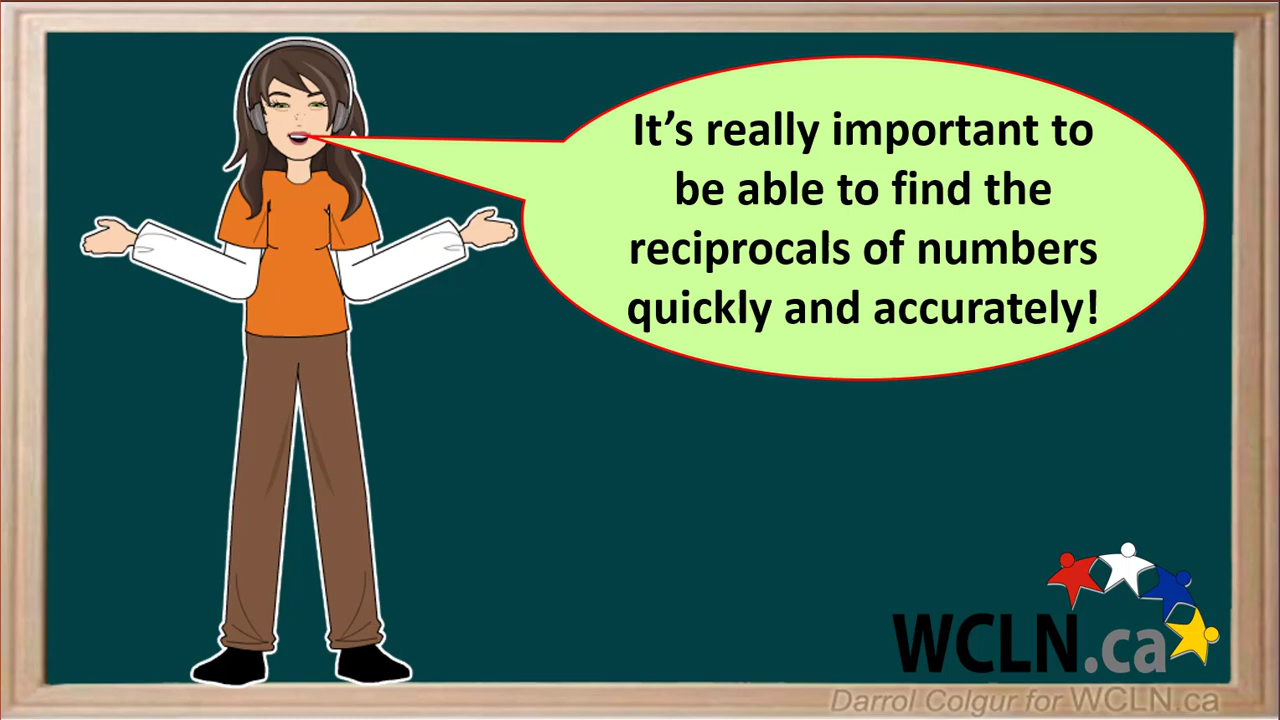 It’s really important to
be able to find the
reciprocals of numbers
quickly and accurately!
WCLN.ca
Darrol Colgur for WCLN.ca